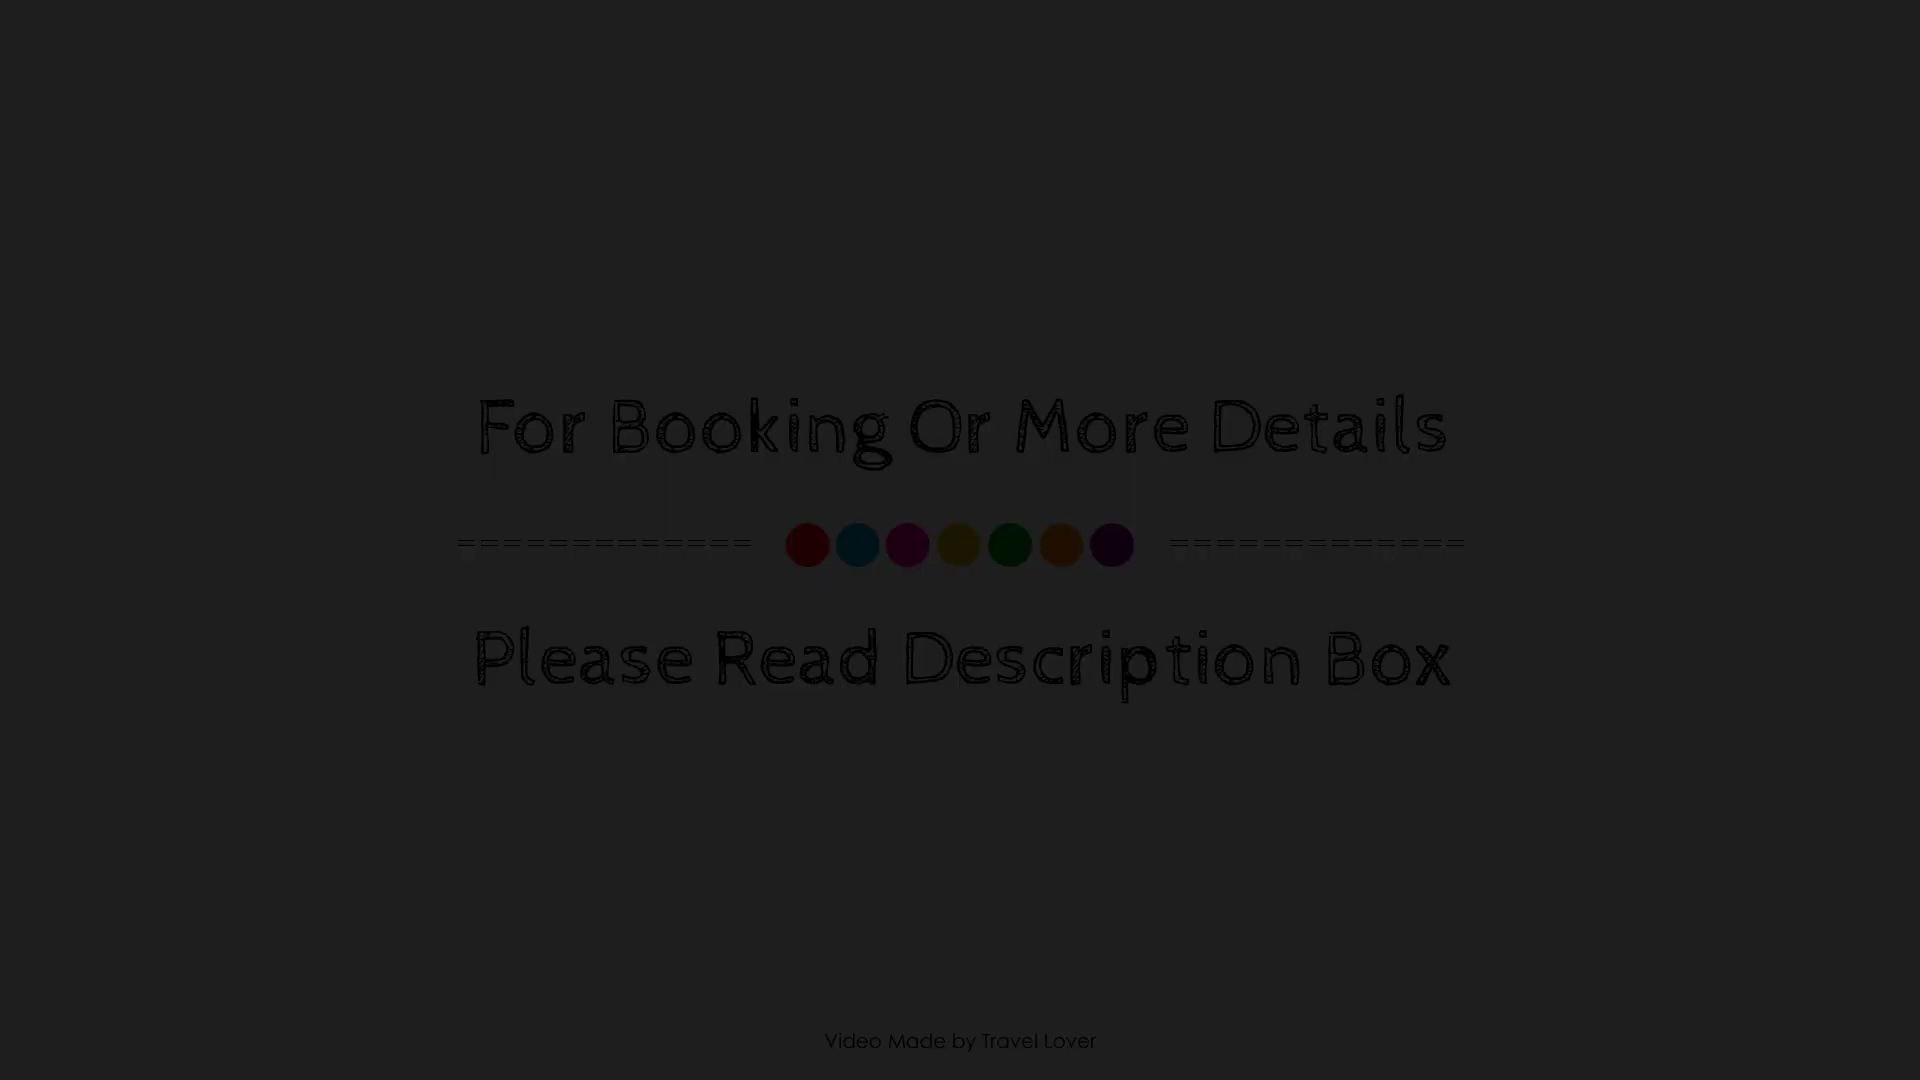 For Booking Or More Details
============= =============
Please Read Description Box
Video Made by Travel Lover